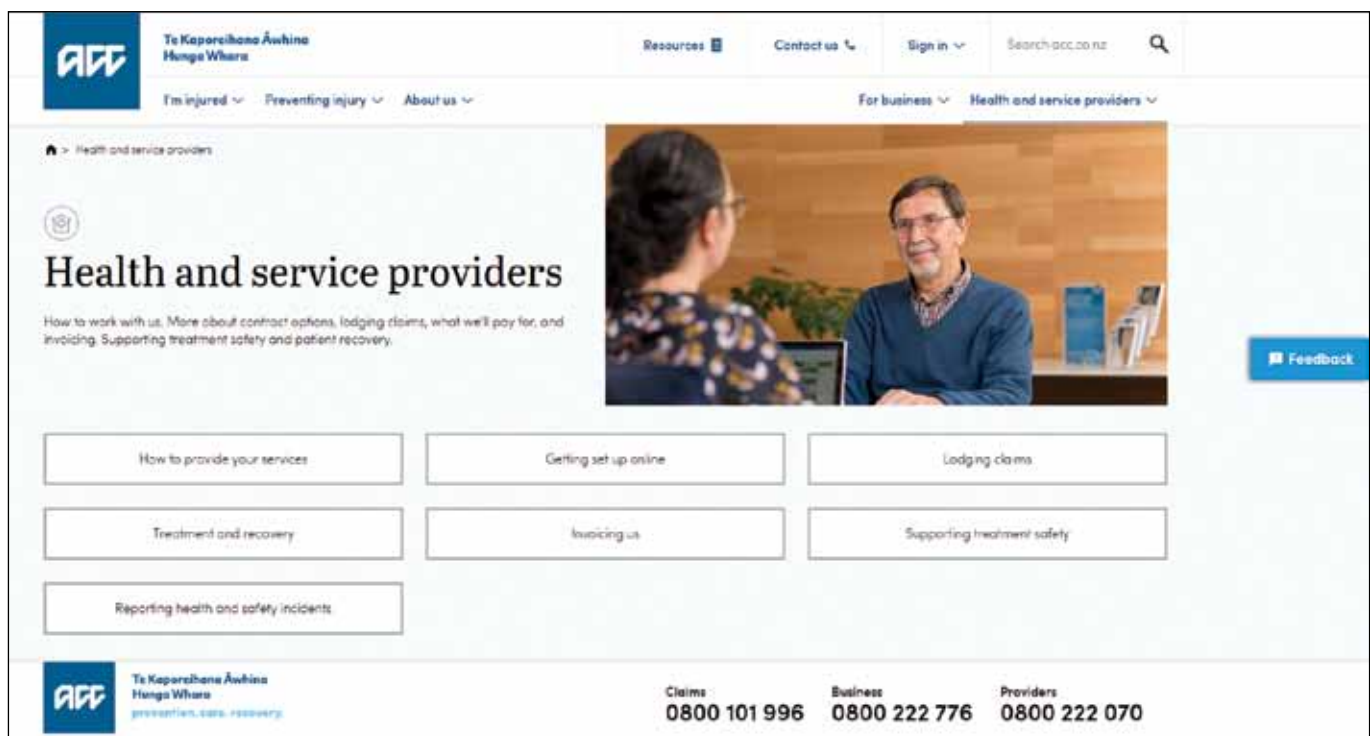 acc
Te Kaporeihana Āwhina
Hunga Whara
Resources
Contact us
Sign in
Search acc.co.nz
I'm injured
Preventing injury
About us
For business
Health and service providers
> Health and service providers
Health and service providers
How to work with us. More about contract options, lodging claims, what we'll pay for, and
invoicing. Supporting treatment safety and patient recovery.
Feedback
How to provide your services
Getting set up online
Lodging claims
Treatment and recovery
Invoicing us
Supporting treatment safety
Reporting health and safety incidents
acc
Te Kaporeihana Āwhina
Hunga Whara
prevention. care. recovery.
Claims
0800 101 996
Business
0800 222 776
Providers
0800 222 070